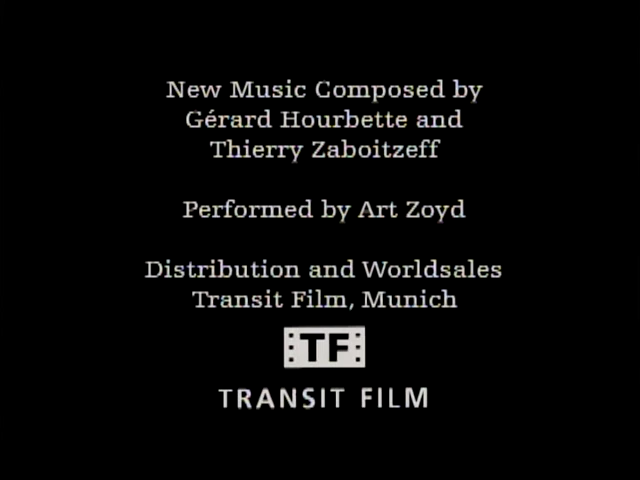 New Music Composed by
Gérard Hourbette and
Thierry Zaboitzeff
Performed by Art Zoyd
Distribution and Worldsales
Transit Film, Munich
TF
TRANSIT FILM